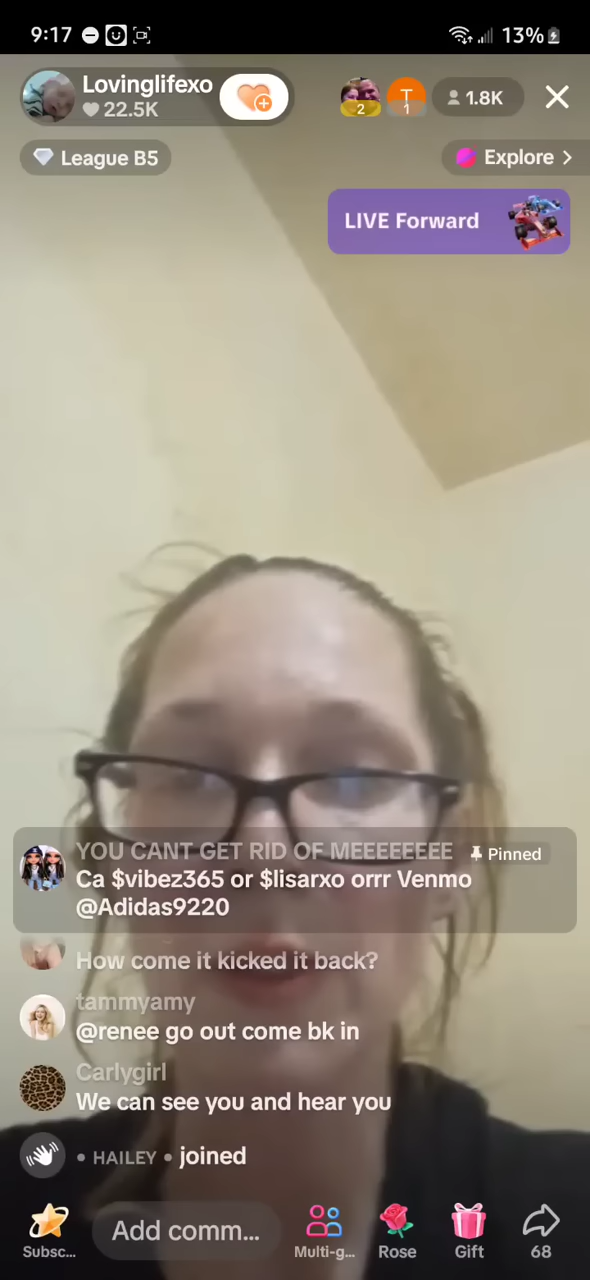 9:17
13%
Lovinglifexo
22.5K
2
T
1
1.8K
League B5
Explore
LIVE Forward
YOU CANT GET RID OF MEEEEEEEE
Pinned
Ca $vibez365 or $lisarxo orrr Venmo
@Adidas9220
How come it kicked it back?
tammyamy
@renee go out come bk in
Carlygirl
We can see you and hear you
• HAILEY • joined
Subsc...
Add comm...
Multi-g...
Rose
Gift
68